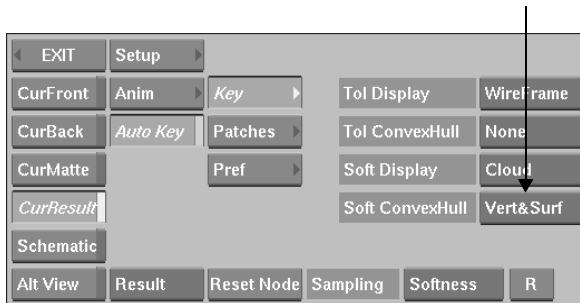 EXIT Setup
CurFront Anim Key Tol Display WireFrame
CurBack Auto Key Patches Tol ConvexHull None
CurMatte Pref Soft Display Cloud
CurResult Soft ConvexHull Vert&Surf
Schematic
Alt View Result Reset Node Sampling Softness R